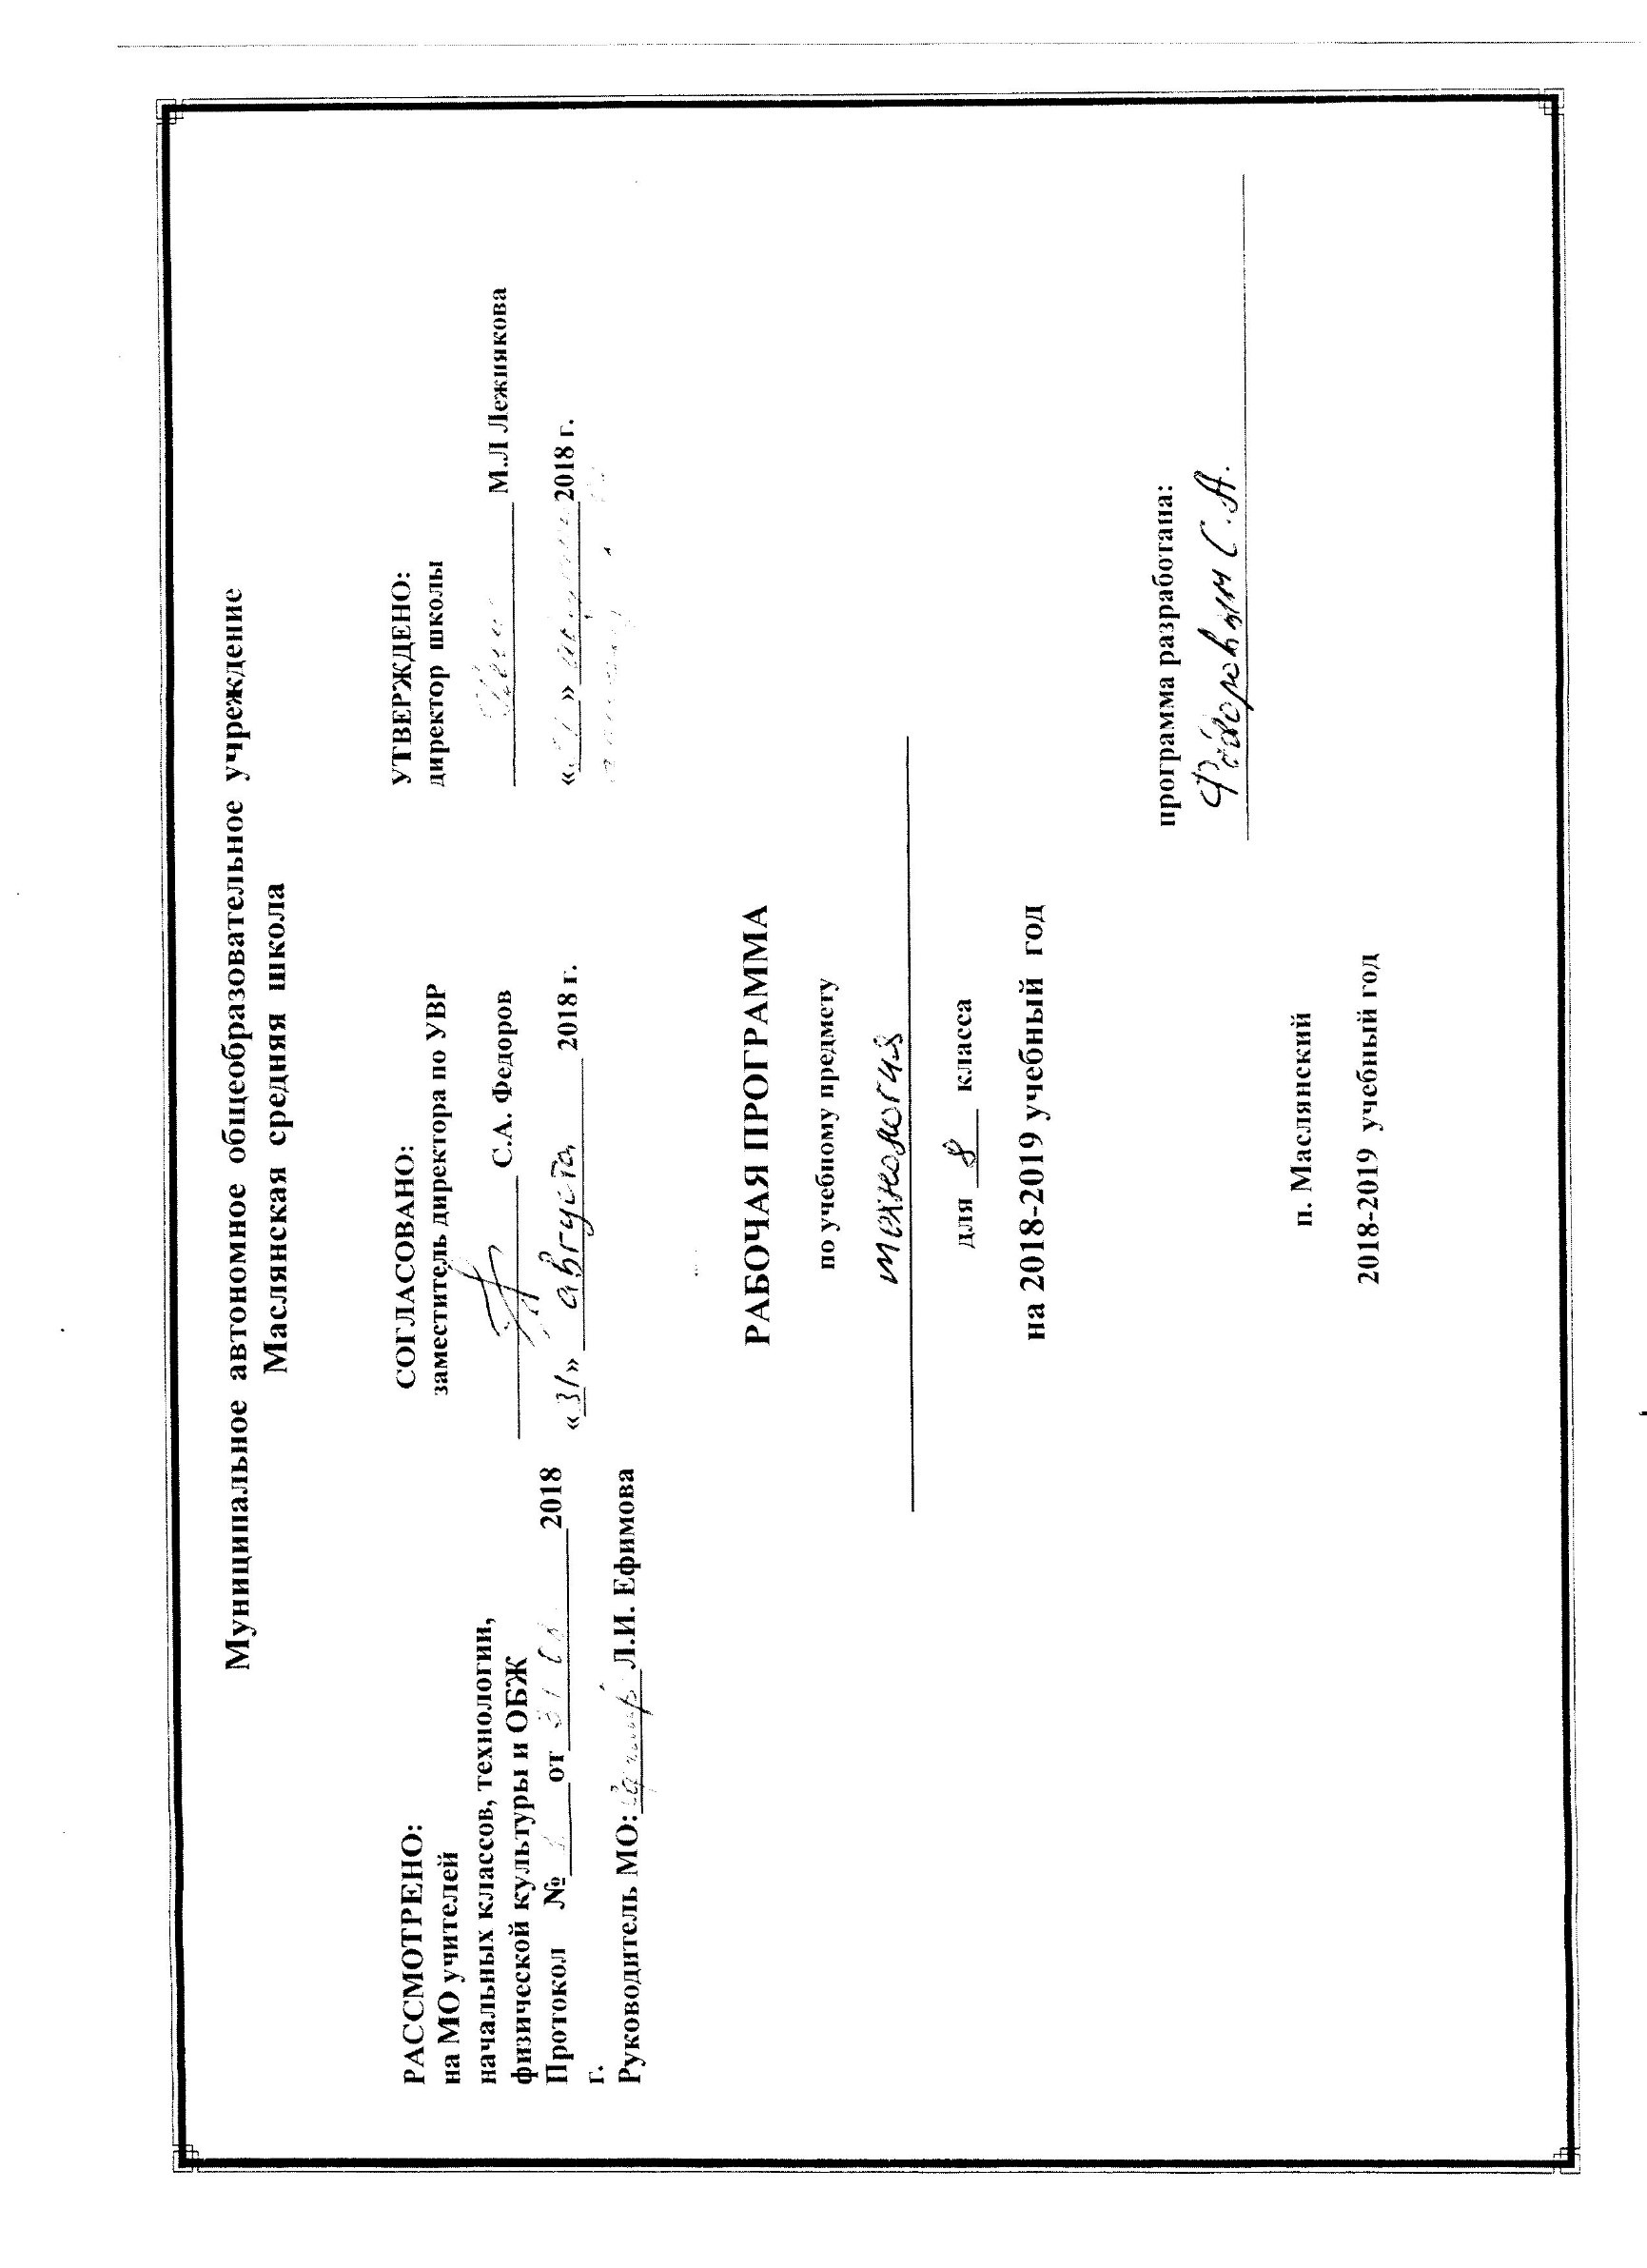 Муниципальное автономное общеобразовательное учреждение
Маслянская средняя школа
РАССМОТРЕНО:
на МО учителей
начальных классов, технологии,
физической культуры и ОБЖ
Протокол № от 31 2018
г.
Руководитель МО: Л.И. Ефимова
СОГЛАСОВАНО:
заместитель директора по УВР
С.А. Федоров
«31» августа 2018 г.
УТВЕРЖДЕНО:
директор школы
М.Л Лежнякова
« » 2018 г.
РАБОЧАЯ ПРОГРАММА
по учебному предмету
технология
для 8 класса
на 2018-2019 учебный год
программа разработана:
Фёдоровым С.А.
п. Маслянский
2018-2019 учебный год